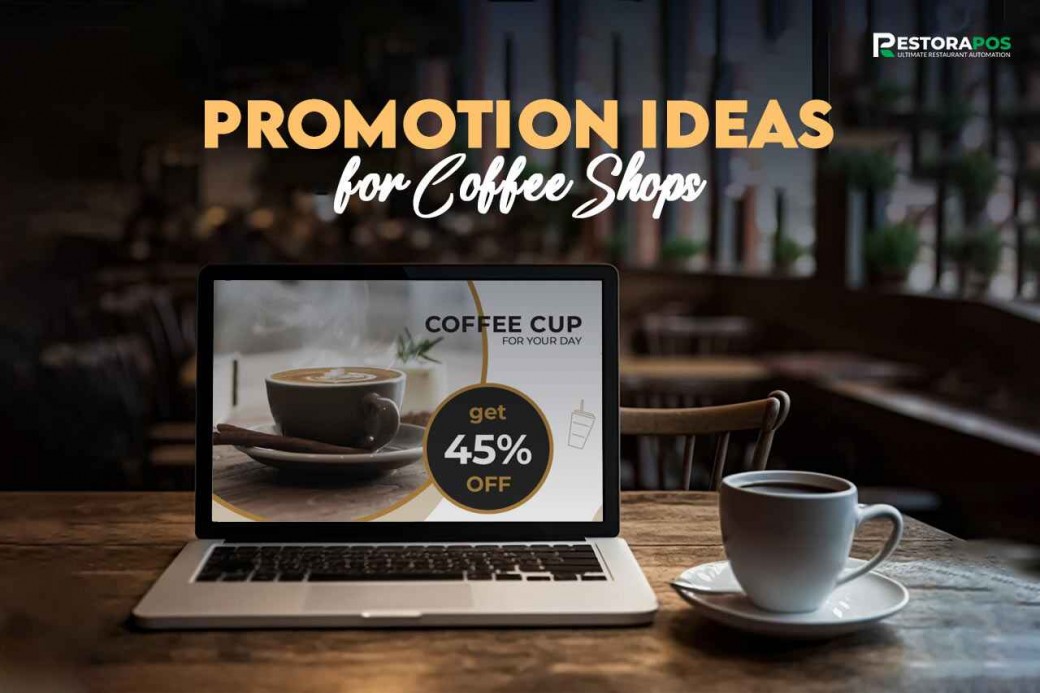 RESTORAPOS
ULTIMATE RESTAURANT AUTOMATION
PROMOTION IDEAS
for Coffee Shops
COFFEE CUP
FOR YOUR DAY
get
45%
OFF